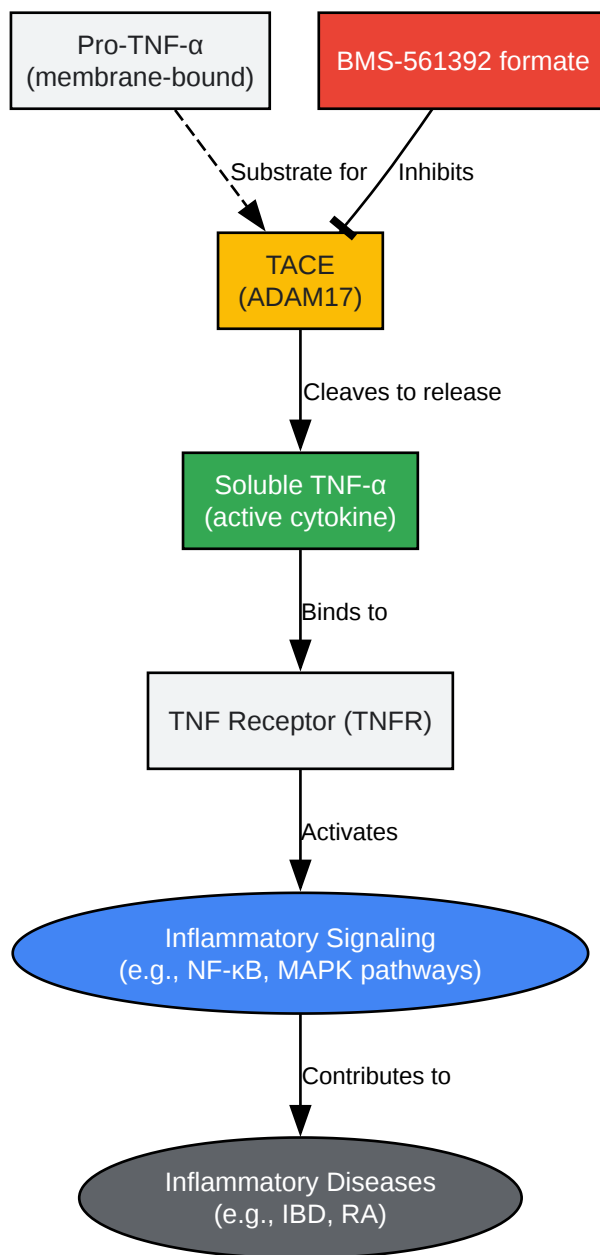 Pro-TNF-α
(membrane-bound)
BMS-561392 formate
Substrate for
Inhibits
TACE
(ADAM17)
Cleaves to release
Soluble TNF-α
(active cytokine)
Binds to
TNF Receptor (TNFR)
Activates
Inflammatory Signaling
(e.g., NF-κB, MAPK pathways)
Contributes to
Inflammatory Diseases
(e.g., IBD, RA)